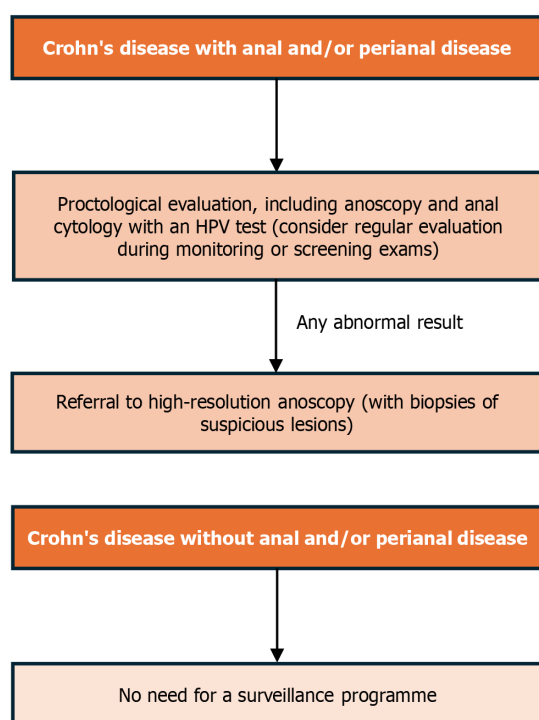 Crohn's disease with anal and/or perianal disease
Proctological evaluation, including anoscopy and anal
cytology with an HPV test (consider regular evaluation
during monitoring or screening exams)
Any abnormal result
Referral to high-resolution anoscopy (with biopsies of
suspicious lesions)
Crohn's disease without anal and/or perianal disease
No need for a surveillance programme